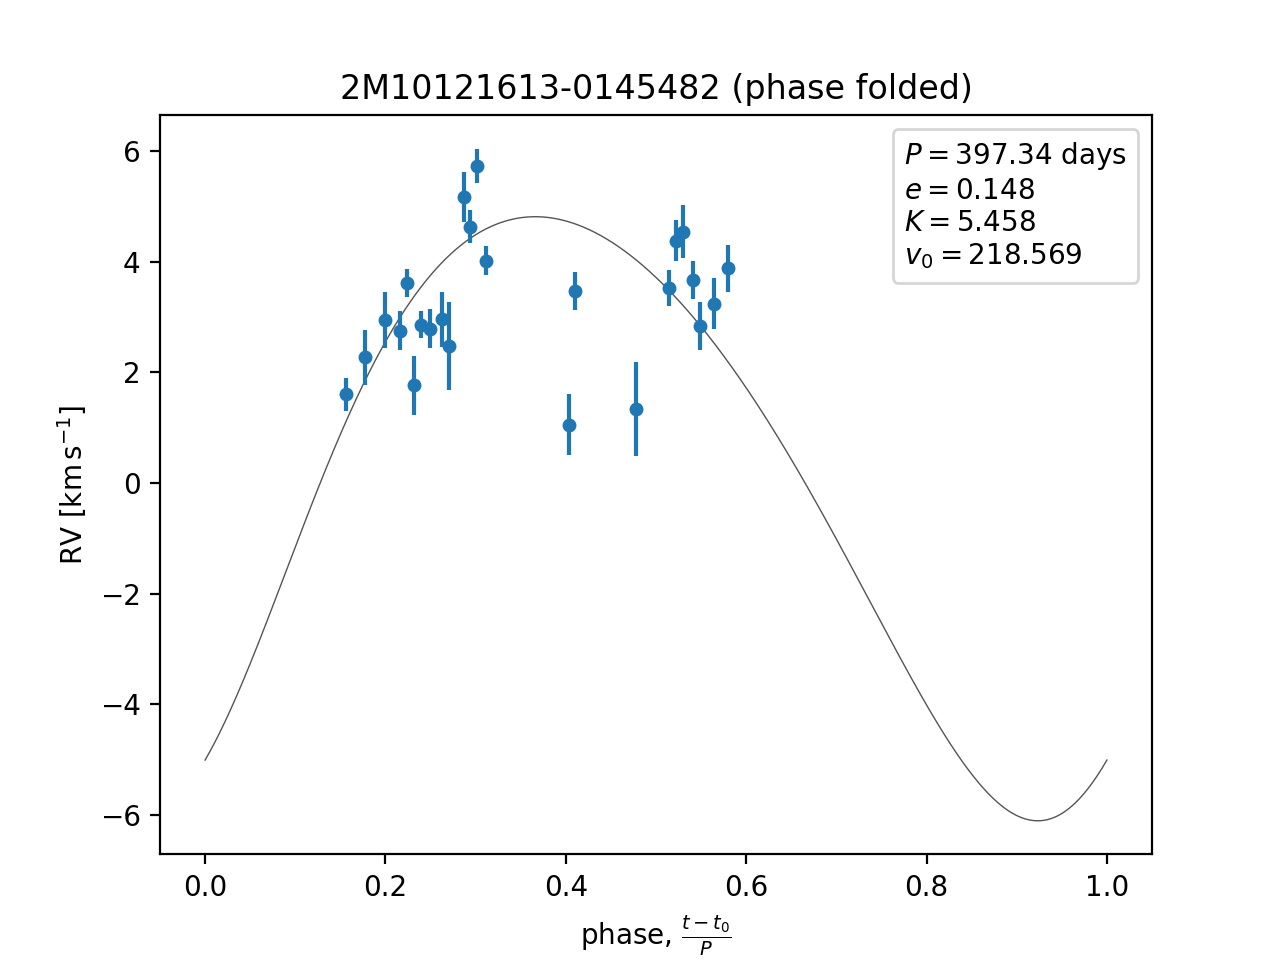 2M10121613-0145482 (phase folded)
P = 397.34 days
e = 0.148
K = 5.458
v₀ = 218.569
RV [km s⁻¹]
6
4
2
0
−2
−4
−6
0.0 0.2 0.4 0.6 0.8 1.0
phase, (t − t₀)/P